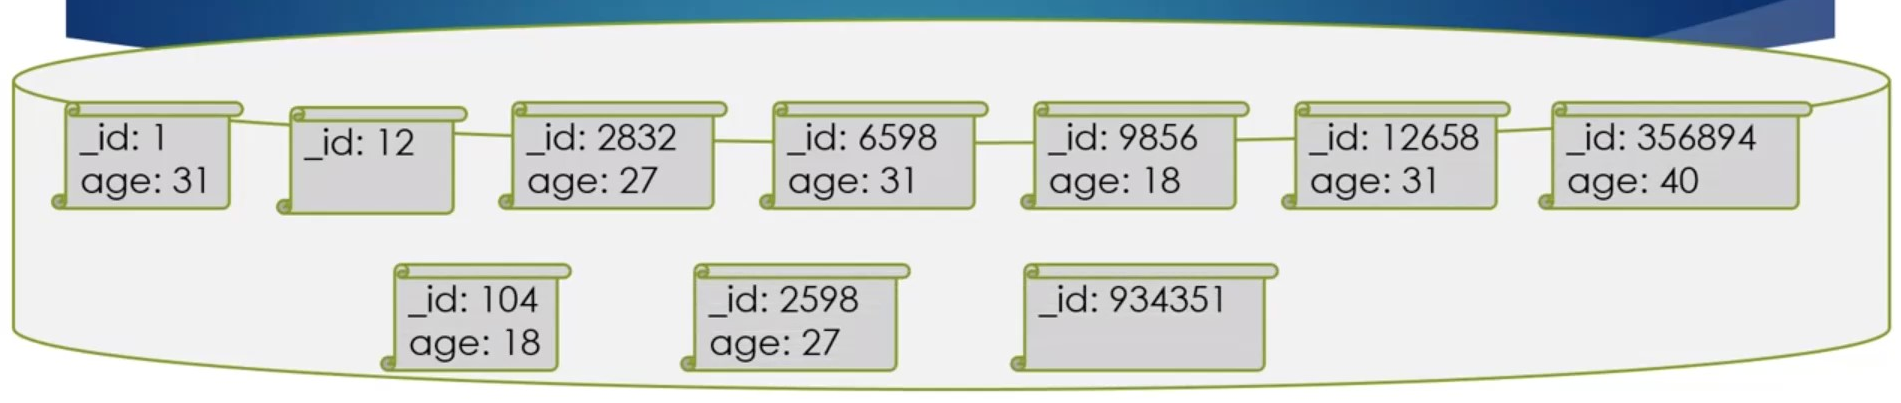 _id: 1
age: 31
_id: 12
_id: 2832
age: 27
_id: 6598
age: 31
_id: 9856
age: 18
_id: 12658
age: 31
_id: 356894
age: 40
_id: 104
age: 18
_id: 2598
age: 27
_id: 934351